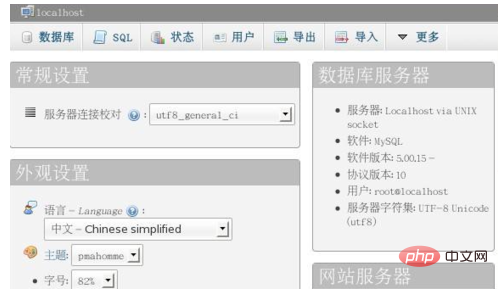 localhost
数据库 SQL 状态 用户 导出 导入 更多
常规设置
服务器连接校对 : utf8_general_ci
外观设置
语言 - Language :
中文 - Chinese simplified
主题: pmahomme
字号: 82%
数据库服务器
服务器: Localhost via UNIX
socket
软件: MySQL
软件版本: 5.00.15 -
协议版本: 10
用户: root@localhost
服务器字符集: UTF-8 Unicode
(utf8)
网站服务器
php 中文网